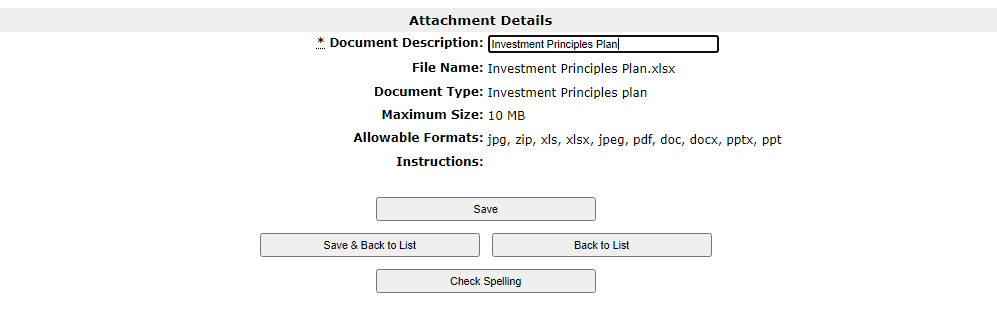 Attachment Details
* Document Description: Investment Principles Plan
File Name: Investment Principles Plan.xlsx
Document Type: Investment Principles plan
Maximum Size: 10 MB
Allowable Formats: jpg, zip, xls, xlsx, jpeg, pdf, doc, docx, pptx, ppt
Instructions:
Save
Save & Back to List Back to List
Check Spelling